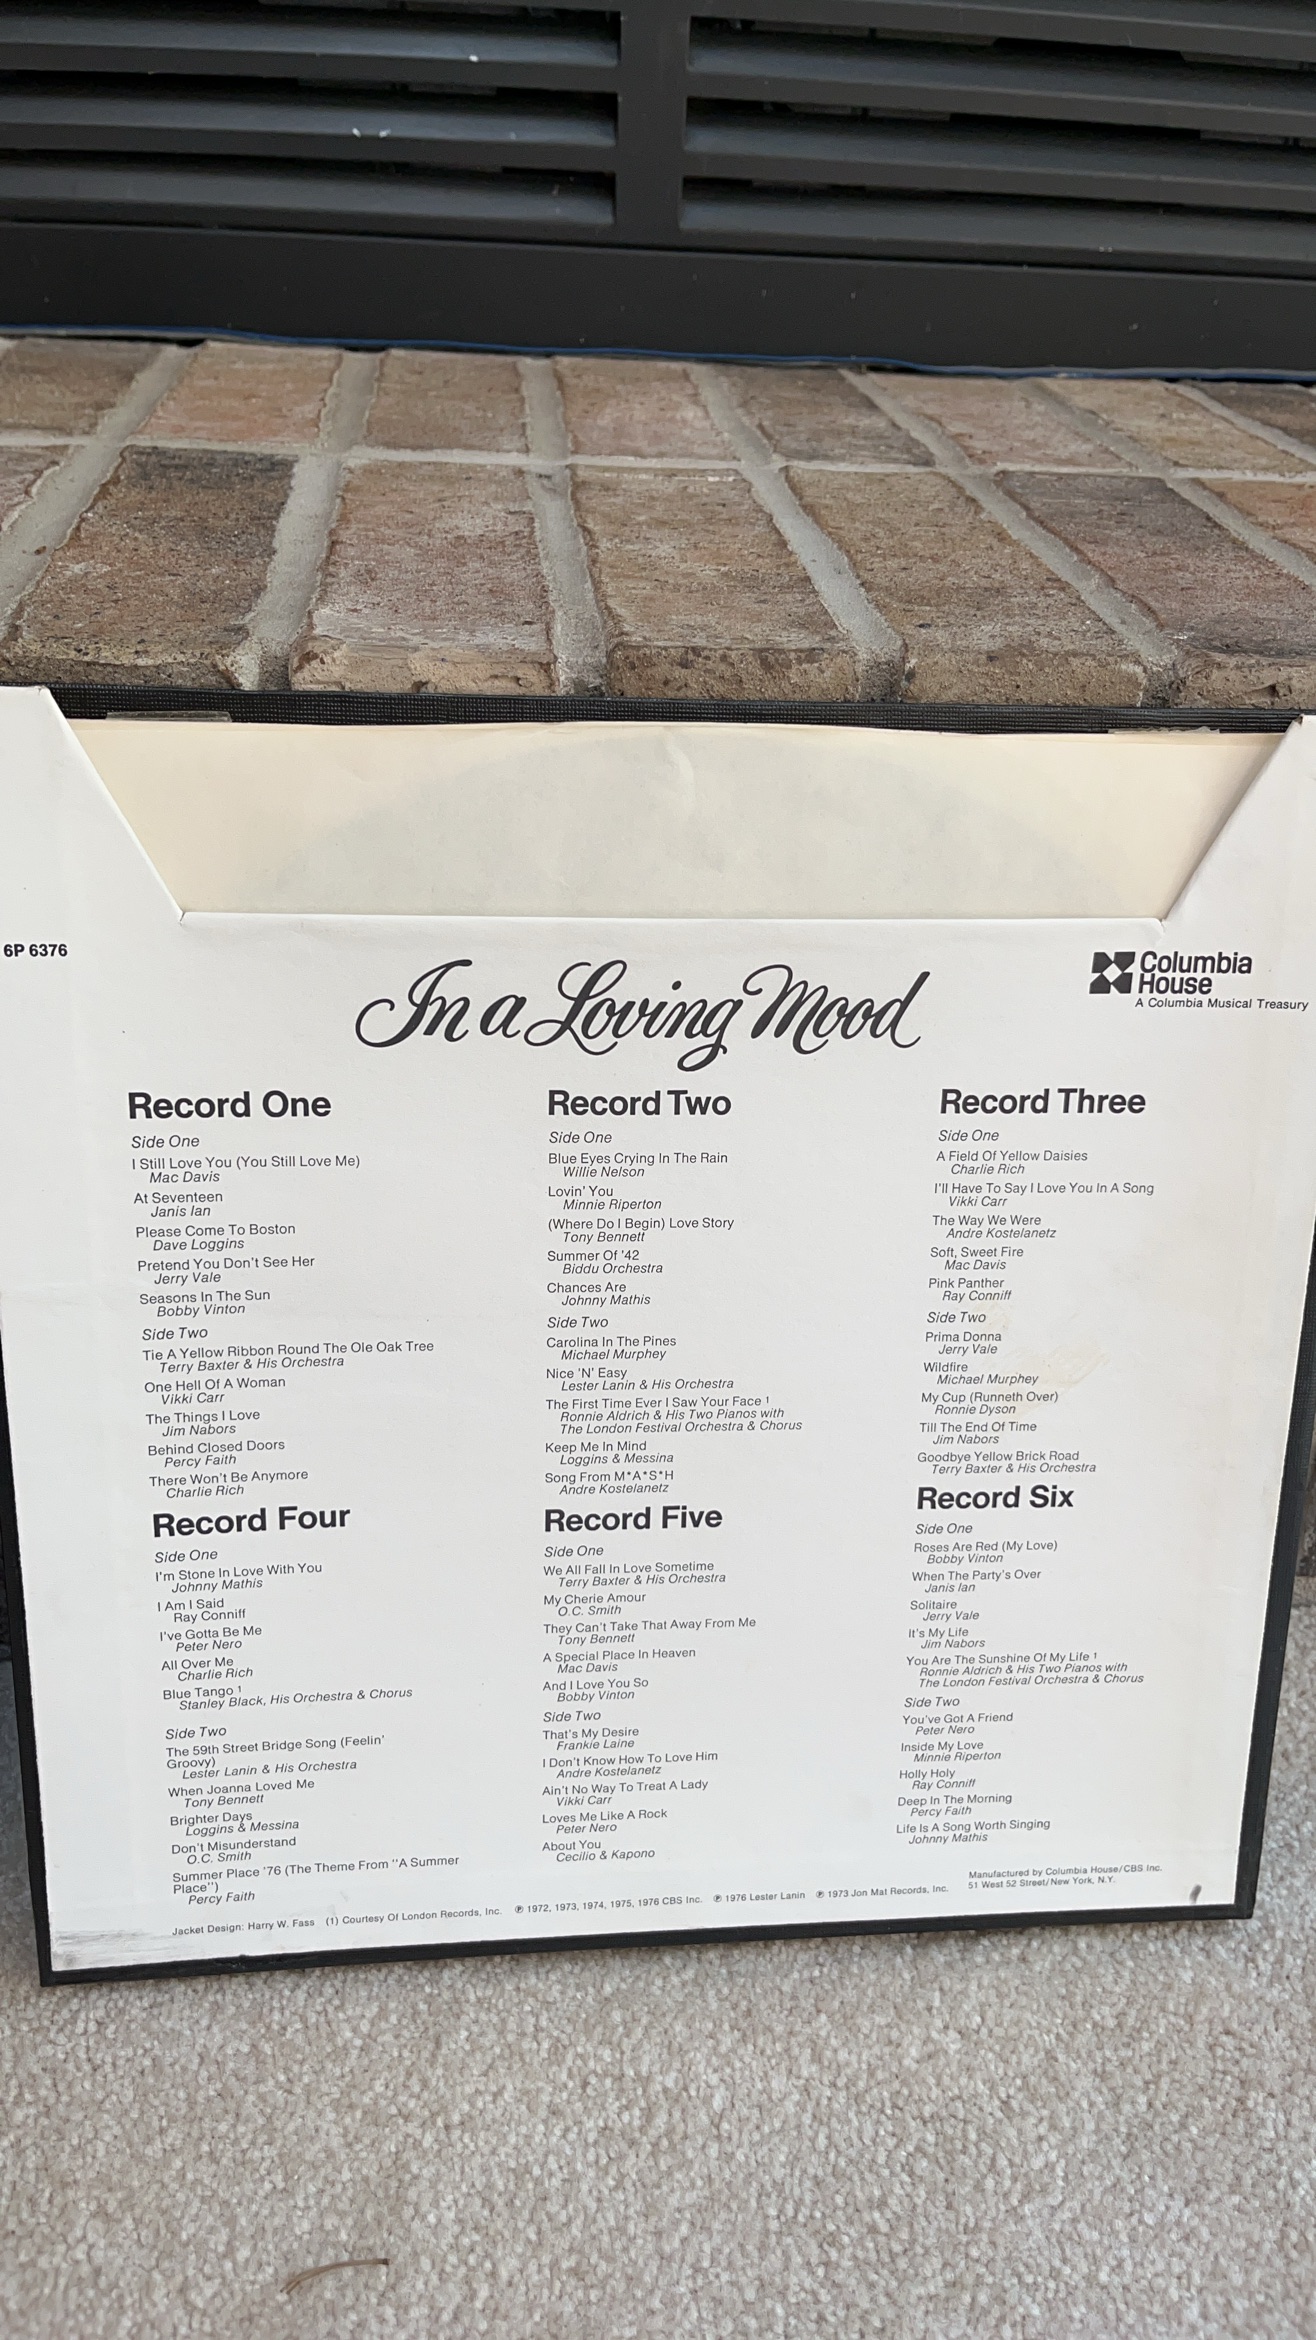 6P 6376
Columbia
House
A Columbia Musical Treasury
In a Loving Mood
Record One
Side One
I Still Love You (You Still Love Me)
Mac Davis
At Seventeen
Janis Ian
Please Come To Boston
Dave Loggins
Pretend You Don't See Her
Jerry Vale
Seasons In The Sun
Bobby Vinton
Side Two
Tie A Yellow Ribbon Round The Ole Oak Tree
Terry Baxter & His Orchestra
One Hell Of A Woman
Vikki Carr
The Things I Love
Jim Nabors
Behind Closed Doors
Percy Faith
There Won't Be Anymore
Charlie Rich
Record Two
Side One
Blue Eyes Crying In The Rain
Willie Nelson
Lovin' You
Minnie Riperton
(Where Do I Begin) Love Story
Tony Bennett
Summer Of '42
Biddu Orchestra
Chances Are
Johnny Mathis
Side Two
Carolina In The Pines
Michael Murphey
Nice 'N' Easy
Lester Lanin & His Orchestra
The First Time Ever I Saw Your Face 1
Ronnie Aldrich & His Two Pianos with
The London Festival Orchestra & Chorus
Keep Me In Mind
Loggins & Messina
Song From M*A*S*H
Andre Kostelanetz
Record Three
Side One
A Field Of Yellow Daisies
Charlie Rich
I'll Have To Say I Love You In A Song
Vikki Carr
The Way We Were
Andre Kostelanetz
Soft, Sweet Fire
Mac Davis
Pink Panther
Ray Conniff
Side Two
Prima Donna
Jerry Vale
Wildfire
Michael Murphey
My Cup (Runneth Over)
Ronnie Dyson
Till The End Of Time
Jim Nabors
Goodbye Yellow Brick Road
Terry Baxter & His Orchestra
Record Four
Side One
I'm Stone In Love With You
Johnny Mathis
I Am I Said
Ray Conniff
I've Gotta Be Me
Peter Nero
All Over Me
Charlie Rich
Blue Tango 1
Stanley Black, His Orchestra & Chorus
Side Two
The 59th Street Bridge Song (Feelin'
Groovy)
Lester Lanin & His Orchestra
When Joanna Loved Me
Tony Bennett
Brighter Days
Loggins & Messina
Don't Misunderstand
O.C. Smith
Summer Place '76 (The Theme From "A Summer
Place")
Percy Faith
Record Five
Side One
We All Fall In Love Sometime
Terry Baxter & His Orchestra
My Cherie Amour
O.C. Smith
They Can't Take That Away From Me
Tony Bennett
A Special Place In Heaven
Mac Davis
And I Love You So
Bobby Vinton
Side Two
That's My Desire
Frankie Laine
I Don't Know How To Love Him
Andre Kostelanetz
Ain't No Way To Treat A Lady
Vikki Carr
Loves Me Like A Rock
Peter Nero
About You
Cecilio & Kapono
Record Six
Side One
Roses Are Red (My Love)
Bobby Vinton
When The Party's Over
Janis Ian
Solitaire
Jerry Vale
It's My Life
Jim Nabors
You Are The Sunshine Of My Life 1
Ronnie Aldrich & His Two Pianos with
The London Festival Orchestra & Chorus
Side Two
You've Got A Friend
Peter Nero
Inside My Love
Minnie Riperton
Holly Holy
Ray Conniff
Deep In The Morning
Percy Faith
Life Is A Song Worth Singing
Johnny Mathis
Jacket Design: Harry W. Fass (1) Courtesy Of London Records, Inc. ℗ 1972, 1973, 1974, 1975, 1976 CBS Inc. ℗ 1976 Lester Lanin ℗ 1973 Jon Mat Records, Inc.
Manufactured by Columbia House/CBS Inc.
51 West 52 Street/New York, N.Y.